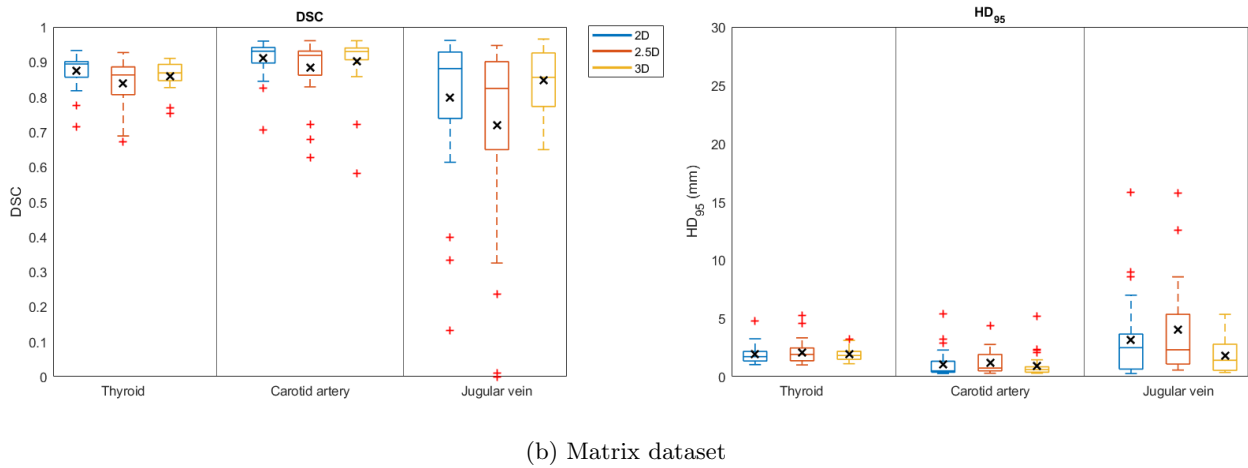 DSC
1
0.9
0.8
0.7
0.6
0.5
0.4
0.3
0.2
0.1
0
DSC
Thyroid
Carotid artery
Jugular vein
2D
2.5D
3D
HD95
30
25
20
15
10
5
0
HD95 (mm)
Thyroid
Carotid artery
Jugular vein
(b) Matrix dataset